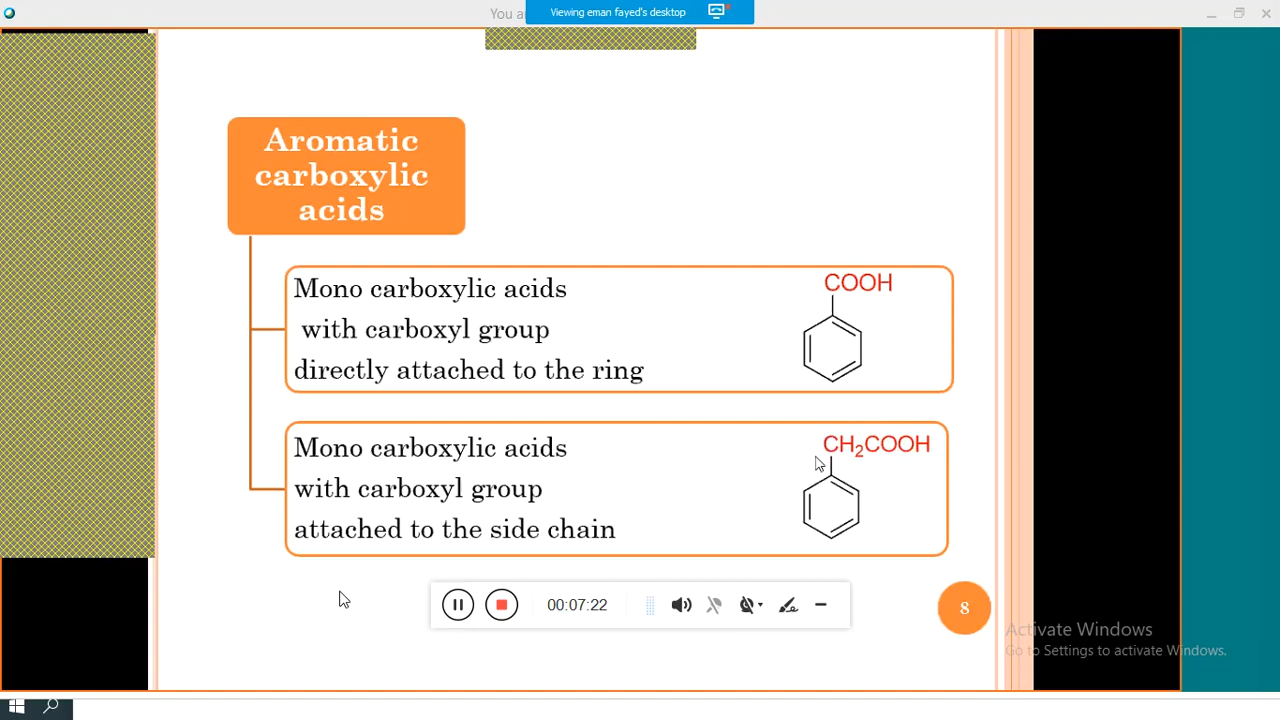 You a
Viewing eman fayed's desktop
Aromatic
carboxylic
acids
Mono carboxylic acids
with carboxyl group
directly attached to the ring
COOH
Mono carboxylic acids
with carboxyl group
attached to the side chain
CH₂COOH
00:07:22
8
Activate Windows
Go to Settings to activate Windows.